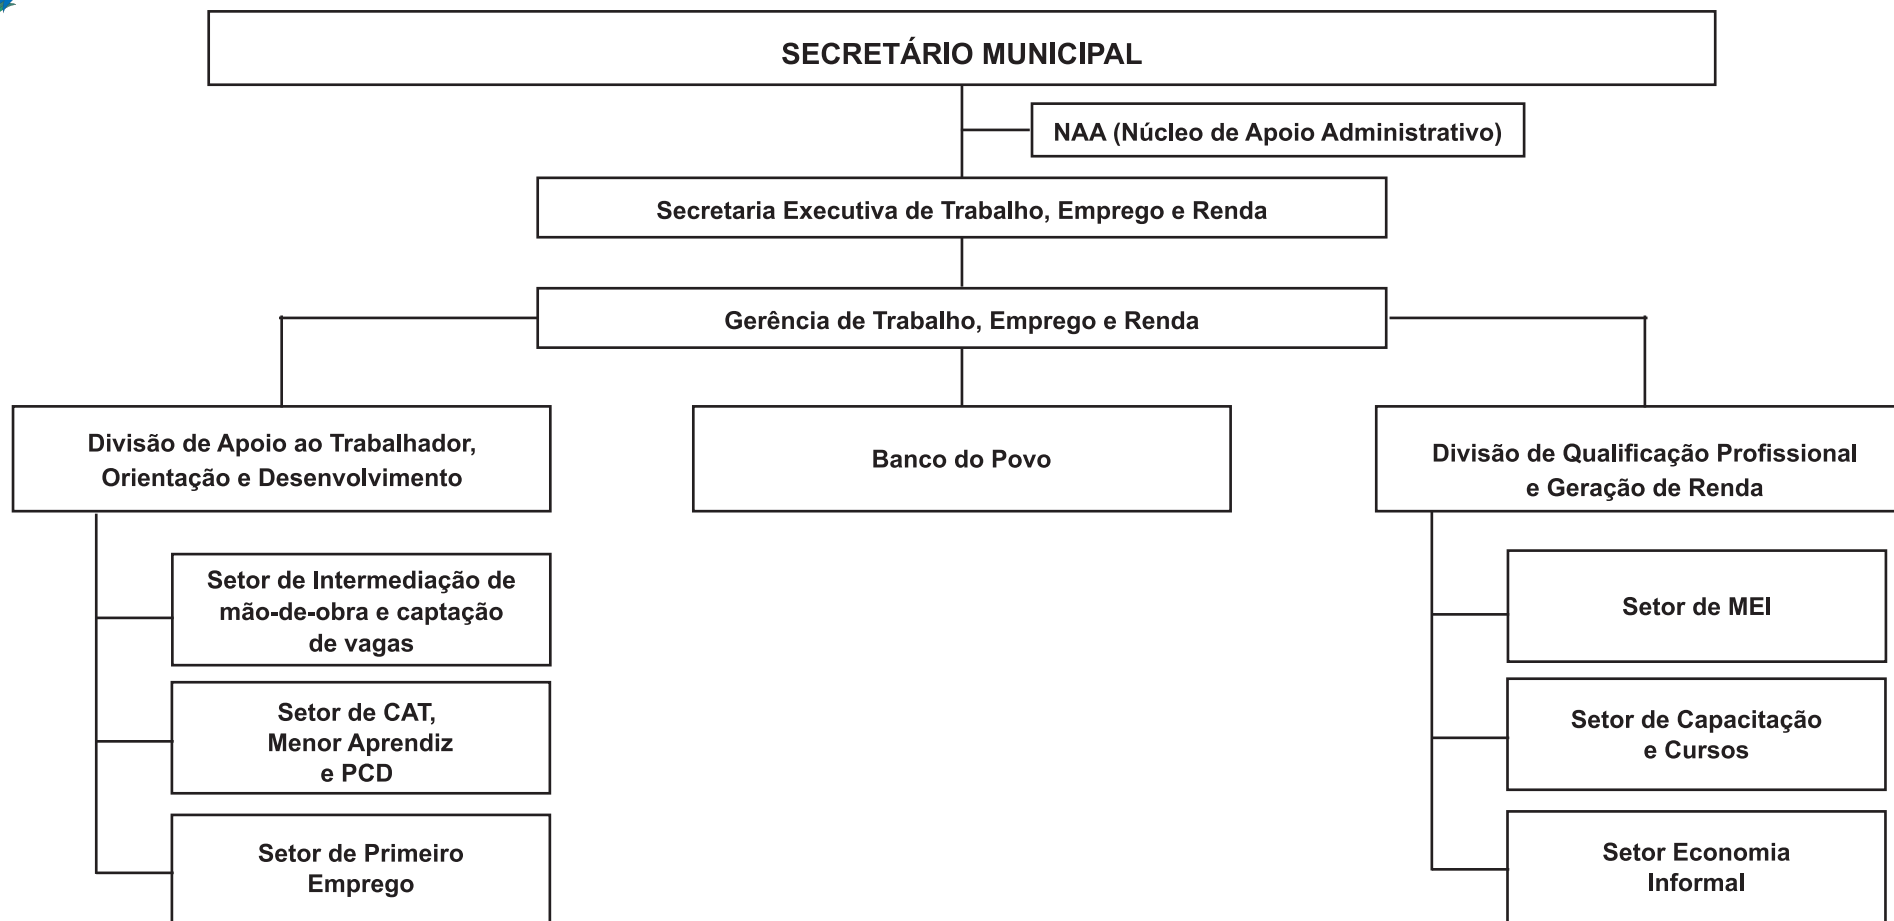 SECRETÁRIO MUNICIPAL
NAA (Núcleo de Apoio Administrativo)
Secretaria Executiva de Trabalho, Emprego e Renda
Gerência de Trabalho, Emprego e Renda
Divisão de Apoio ao Trabalhador,
Orientação e Desenvolvimento
Banco do Povo
Divisão de Qualificação Profissional
e Geração de Renda
Setor de Intermediação de
mão-de-obra e captação
de vagas
Setor de CAT,
Menor Aprendiz
e PCD
Setor de Primeiro
Emprego
Setor de MEI
Setor de Capacitação
e Cursos
Setor Economia
Informal